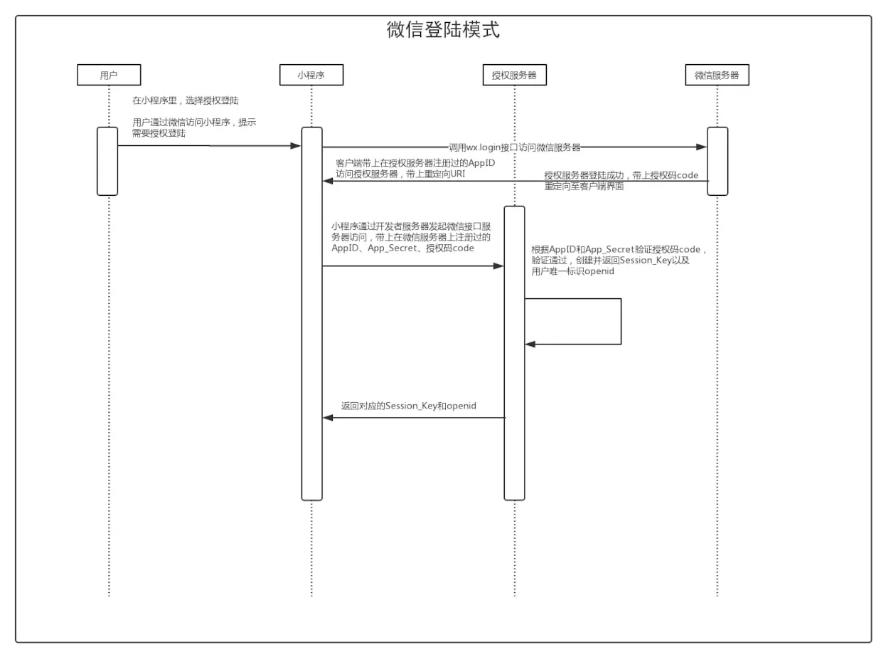 微信登陆模式
用户
小程序
授权服务器
微信服务器
在小程序里，选择授权登陆
用户通过微信访问小程序，提示
需要授权登陆
调用wx.login接口访问微信服务器
客户端带上在授权服务器注册过的AppID
访问授权服务器，带上重定向URI
授权服务器登陆成功，带上授权码code
重定向至客户端界面
小程序通过开发者服务器发起微信接口服
务器访问，带上在微信服务器上注册过的
AppID、App_Secret、授权码code
根据AppID和App_Secret验证授权码code，
验证通过，创建并返回Session_Key以及
用户唯一标识openid
返回对应的Session_Key和openid